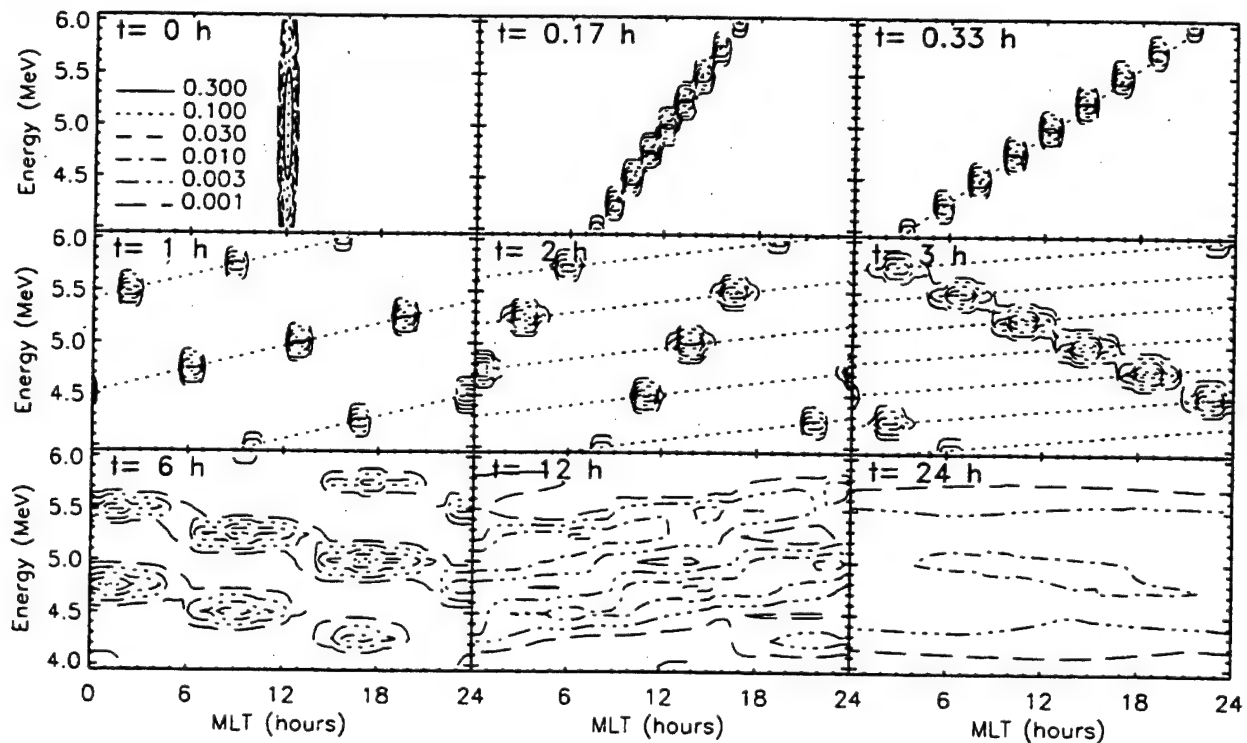 6.0
t= 0 h
t= 0.17 h
t= 0.33 h
5.5
0.300
0.100
5.0
0.030
0.010
4.5
0.003
0.001
Energy (MeV)
6.0
t= 1 h
t= 2 h
t= 3 h
5.5
5.0
4.5
Energy (MeV)
6.0
t= 6 h
t= 12 h
t= 24 h
5.5
5.0
4.5
4.0
Energy (MeV)
0 6 12 18 24 6 12 18 24 6 12 18 24
MLT (hours) MLT (hours) MLT (hours)